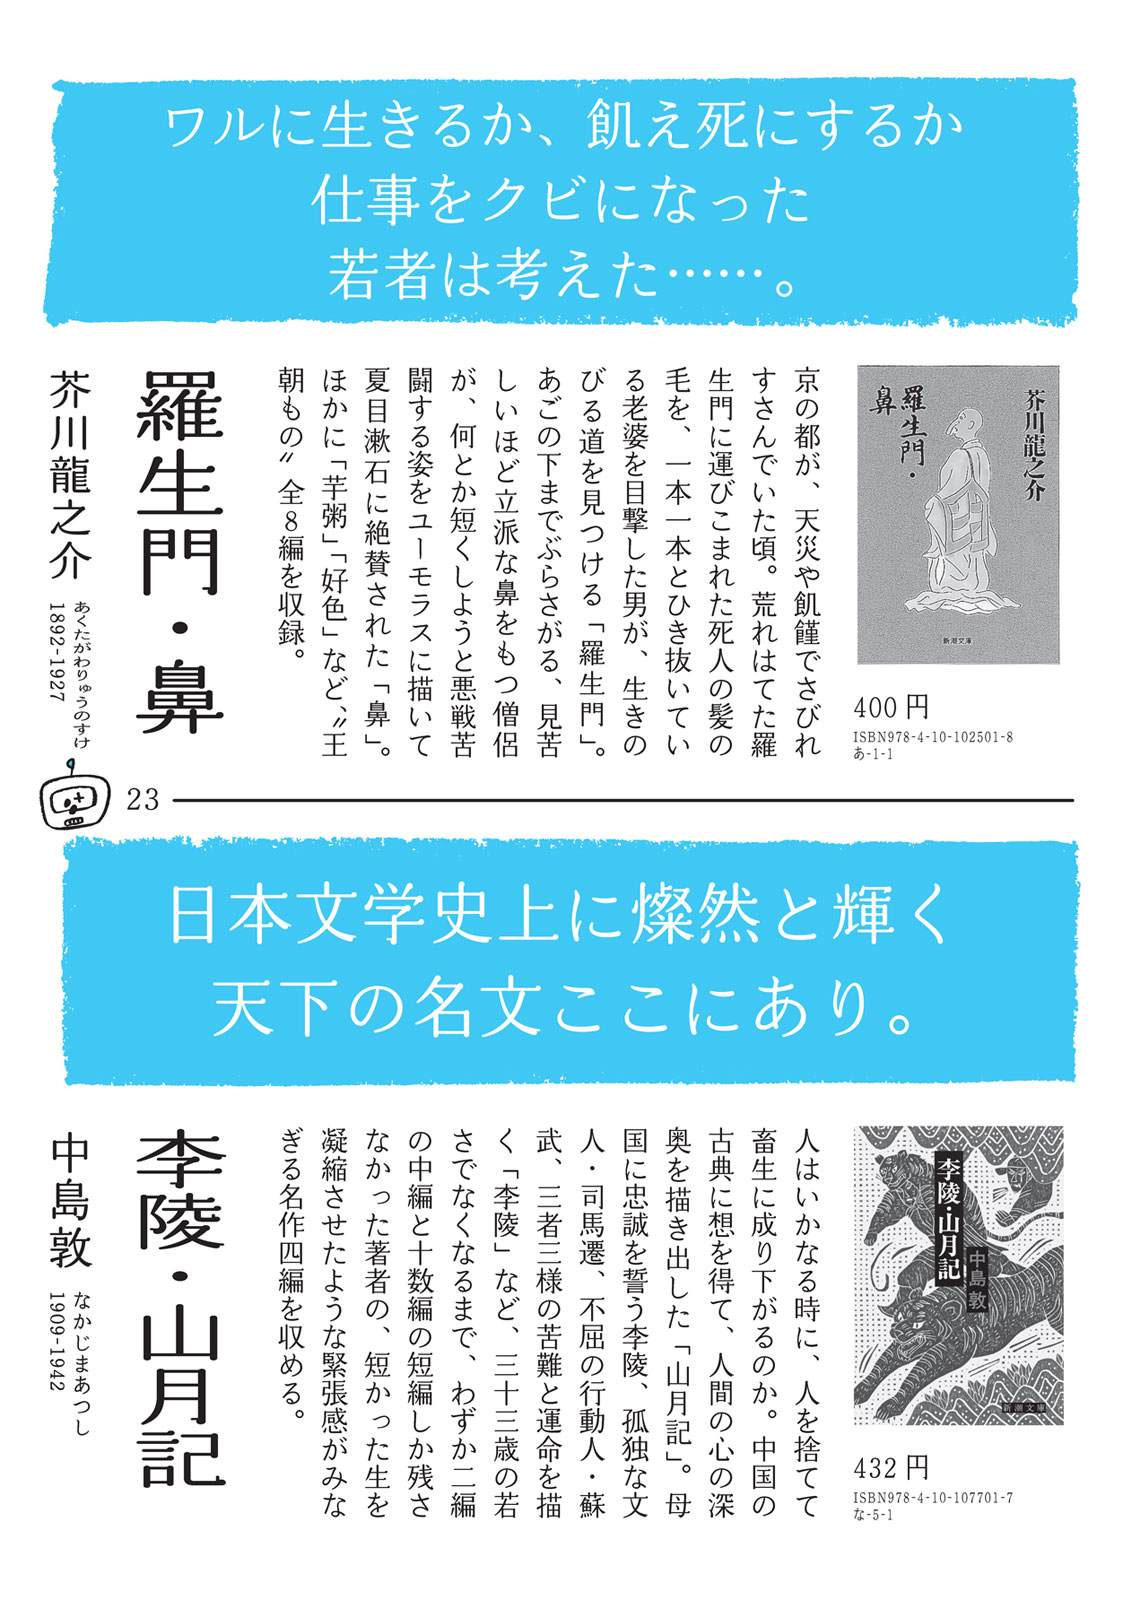 ワルに生きるか、飢え死にするか
仕事をクビになった
若者は考えた……。
芥川龍之介
羅生門・
鼻
新潮文庫
400円
ISBN978-4-10-102501-8
あ-1-1
京の都が、天災や飢饉でさびれ
すさんでいた頃。荒れはてた羅
生門に運びこまれた死人の髪の
毛を、一本一本とひき抜いてい
る老婆を目撃した男が、生きの
びる道を見つける「羅生門」。
あごの下までぶらさがる、見苦
しいほど立派な鼻をもつ僧侶
が、何とか短くしようと悪戦苦
闘する姿をユーモラスに描いて
夏目漱石に絶賛された「鼻」。
ほかに「芋粥」「好色」など、〝王
朝もの〟全8編を収録。
羅生門・鼻
芥川龍之介
あくたがわりゅうのすけ
1892-1927
23
日本文学史上に燦然と輝く
天下の名文ここにあり。
李陵・山月記
中島敦
新潮文庫
432円
ISBN978-4-10-107701-7
な-5-1
人はいかなる時に、人を捨てて
畜生に成り下がるのか。中国の
古典に想を得て、人間の心の深
奥を描き出した「山月記」。母
国に忠誠を誓う李陵、孤独な文
人・司馬遷、不屈の行動人・蘇
武、三者三様の苦難と運命を描
く「李陵」など、三十三歳の若
さでなくなるまで、わずか二編
の中編と十数編の短編しか残さ
なかった著者の、短かった生を
凝縮させたような緊張感がみな
ぎる名作四編を収める。
李陵・山月記
中島敦
なかじまあつし
1909-1942